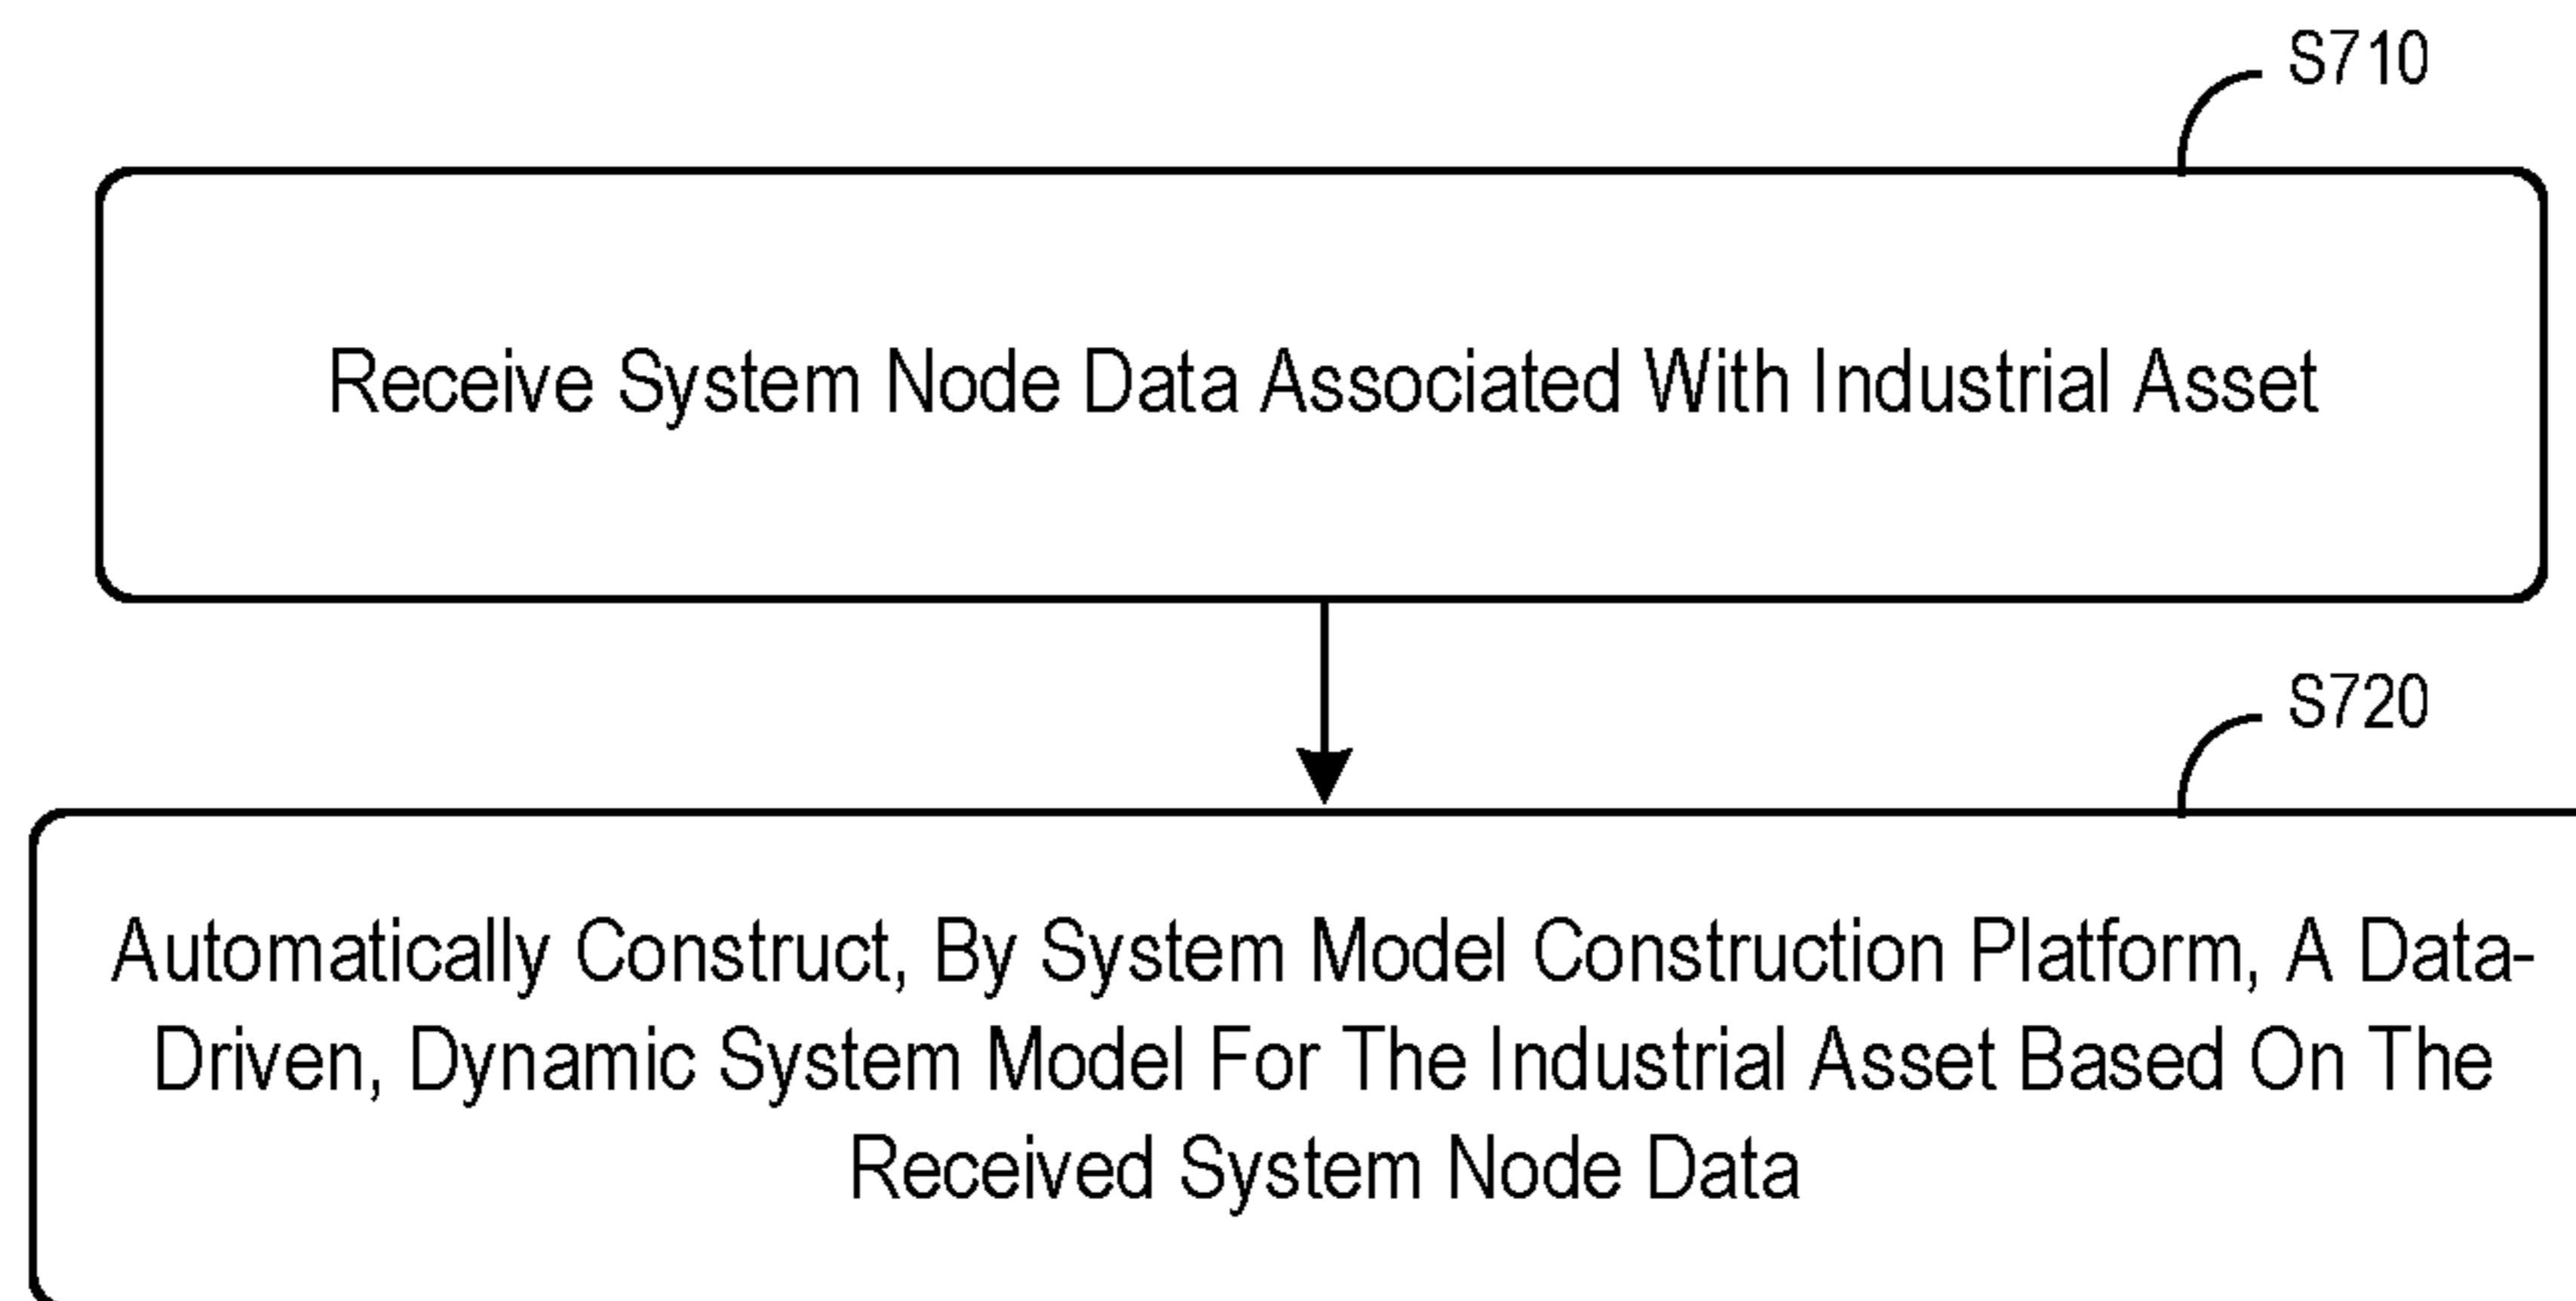 S710
Receive System Node Data Associated With Industrial Asset
S720
Automatically Construct, By System Model Construction Platform, A Data-
Driven, Dynamic System Model For The Industrial Asset Based On The
Received System Node Data